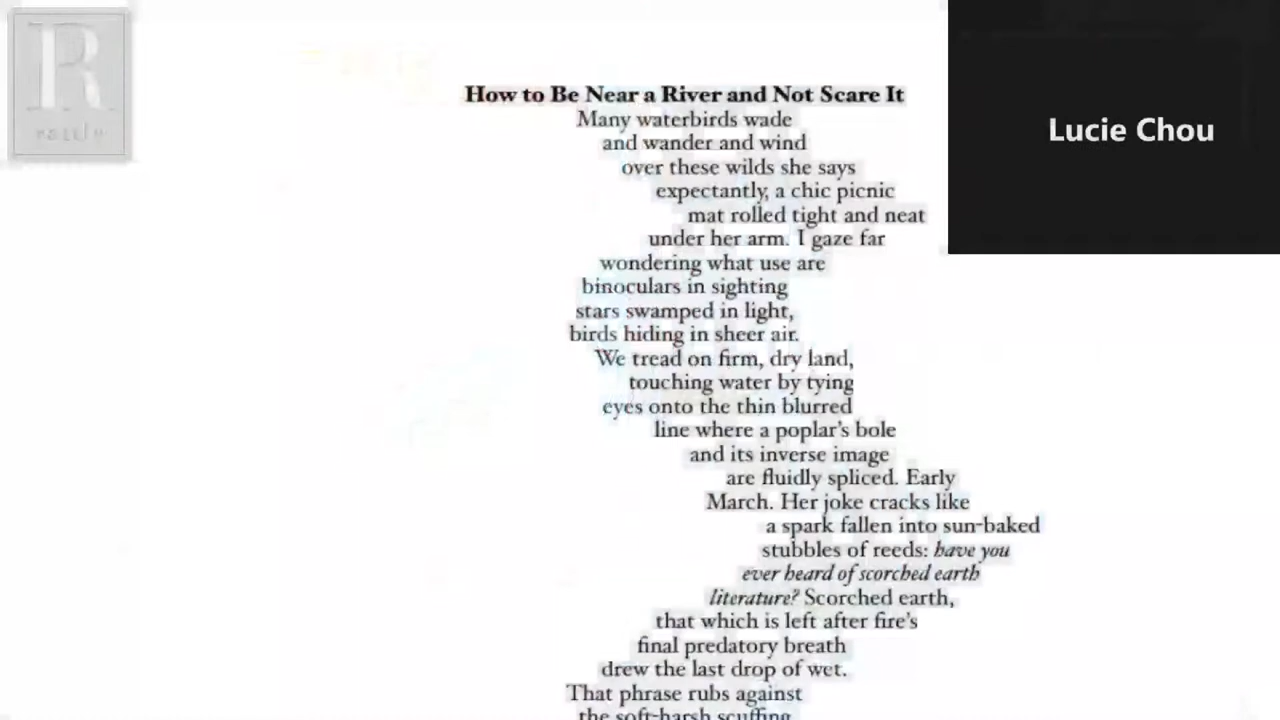 R
rattle
Lucie Chou
How to Be Near a River and Not Scare It
Many waterbirds wade
and wander and wind
over these wilds she says
expectantly, a chic picnic
mat rolled tight and neat
under her arm. I gaze far
wondering what use are
binoculars in sighting
stars swamped in light,
birds hiding in sheer air.
We tread on firm, dry land,
touching water by tying
eyes onto the thin blurred
line where a poplar's bole
and its inverse image
are fluidly spliced. Early
March. Her joke cracks like
a spark fallen into sun-baked
stubbles of reeds: have you
ever heard of scorched earth
literature? Scorched earth,
that which is left after fire's
final predatory breath
drew the last drop of wet.
That phrase rubs against
the soft-harsh scuffing